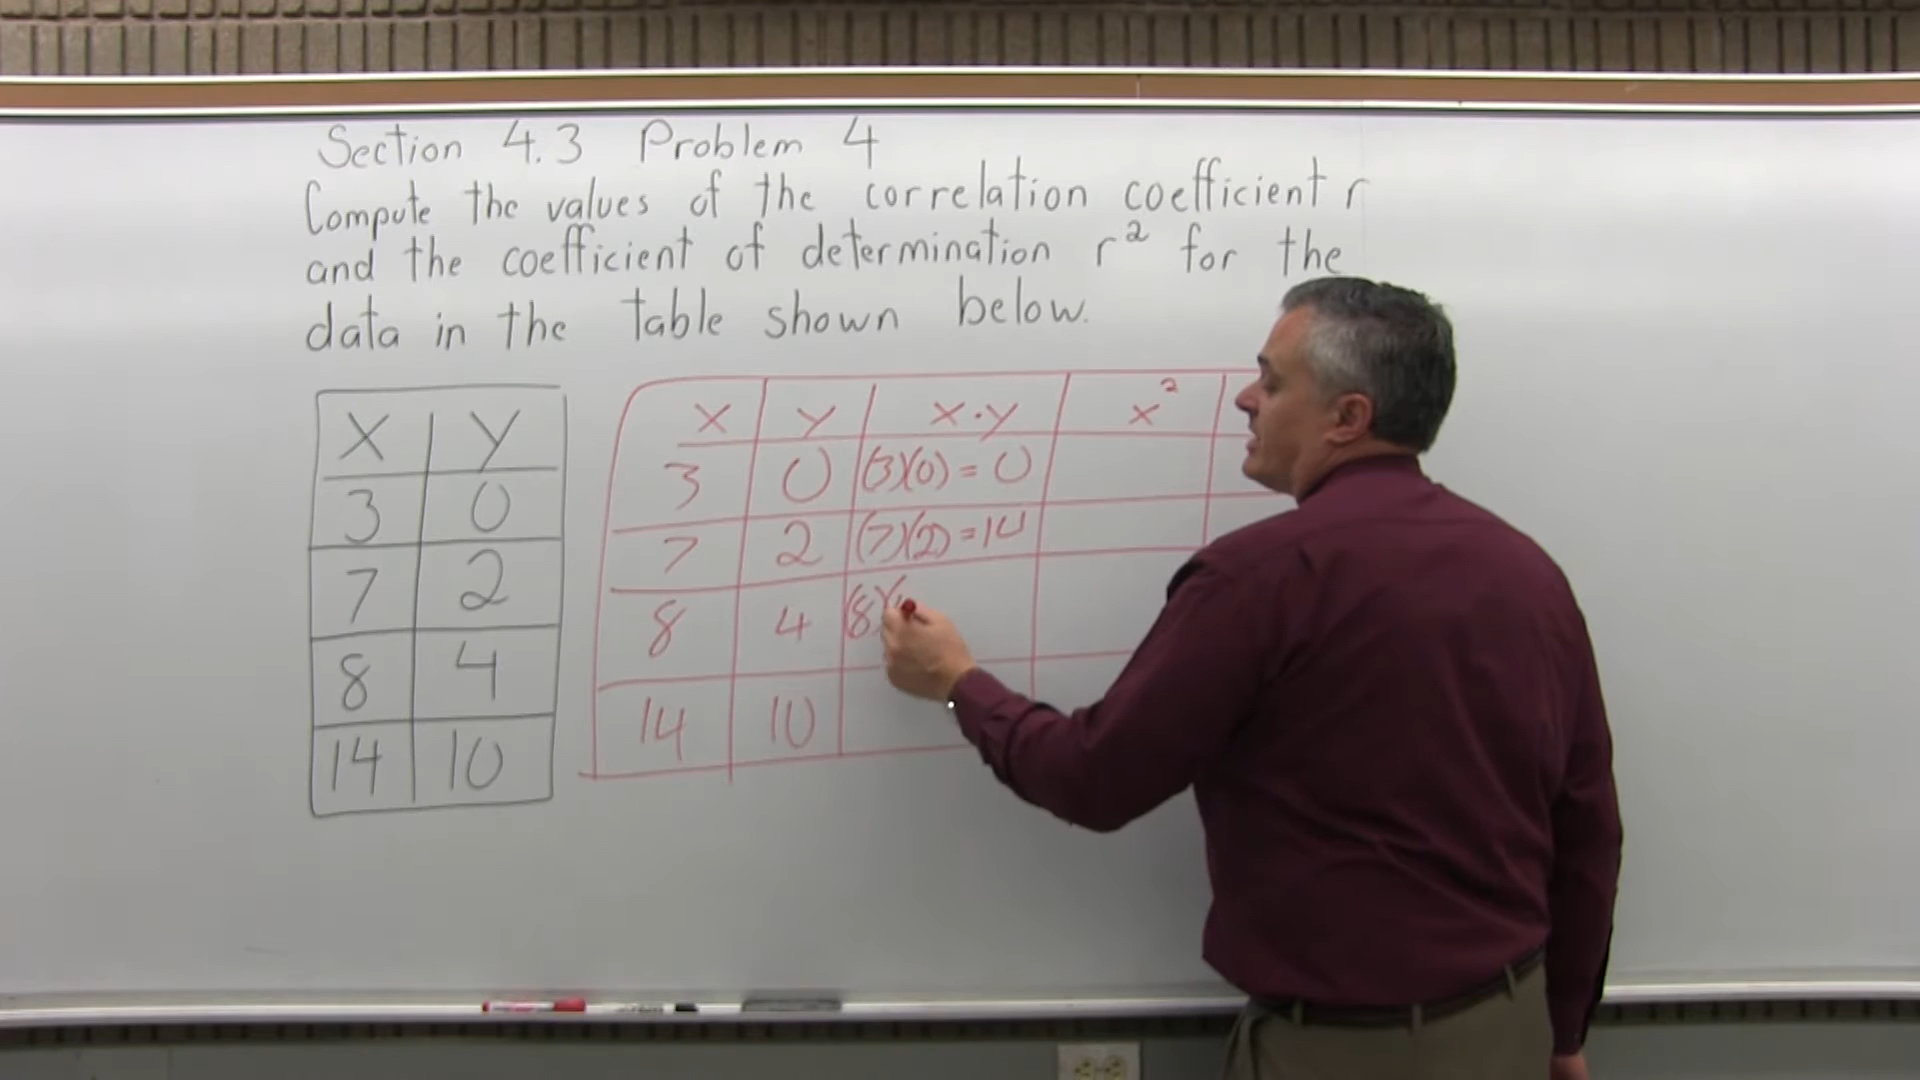 Section 4.3 Problem 4
Compute the values of the correlation coefficient r
and the coefficient of determination r² for the
data in the table shown below.
X Y
3 0
7 2
8 4
14 10
X Y X·Y X²
3 0 (3)(0) = 0
7 2 (7)(2) = 14
8 4 (8)(
14 10